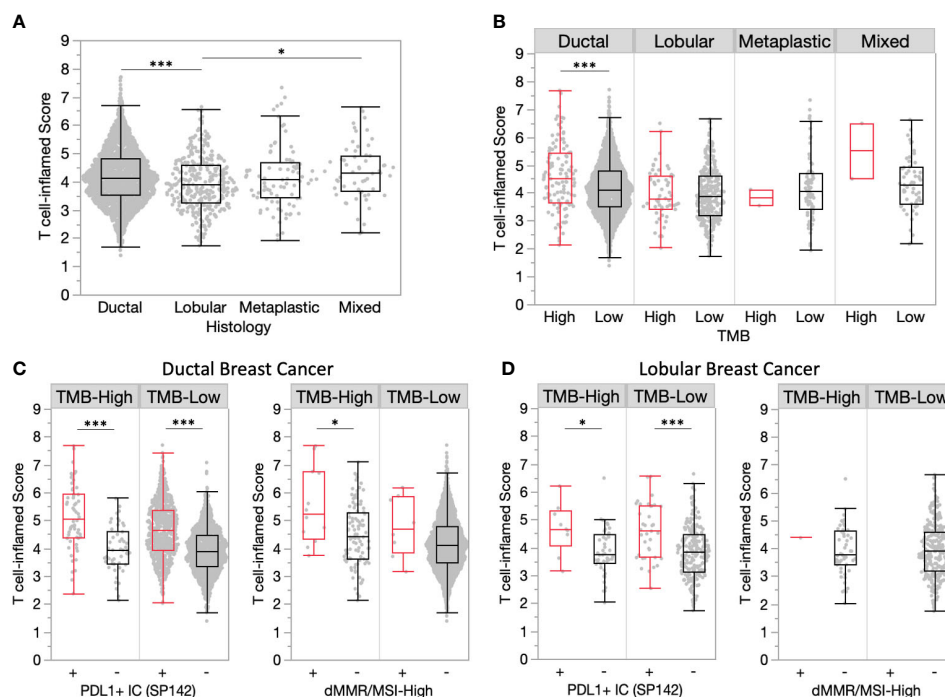 A
T cell-inflamed Score
9
8
7
6
5
4
3
2
1
0
***
*
Ductal Lobular Metaplastic Mixed
Histology
B
T cell-inflamed Score
Ductal Lobular Metaplastic Mixed
9
8
7
6
5
4
3
2
1
0
***
High Low High Low High Low High Low
TMB
C
Ductal Breast Cancer
T cell-inflamed Score
TMB-High TMB-Low
9
8
7
6
5
4
3
2
1
0
*** ***
+ - + -
PDL1+ IC (SP142)
T cell-inflamed Score
TMB-High TMB-Low
9
8
7
6
5
4
3
2
1
0
*
+ - + -
dMMR/MSI-High
D
Lobular Breast Cancer
T cell-inflamed Score
TMB-High TMB-Low
9
8
7
6
5
4
3
2
1
0
* ***
+ - + -
PDL1+ IC (SP142)
T cell-inflamed Score
TMB-High TMB-Low
9
8
7
6
5
4
3
2
1
0
+ - + -
dMMR/MSI-High